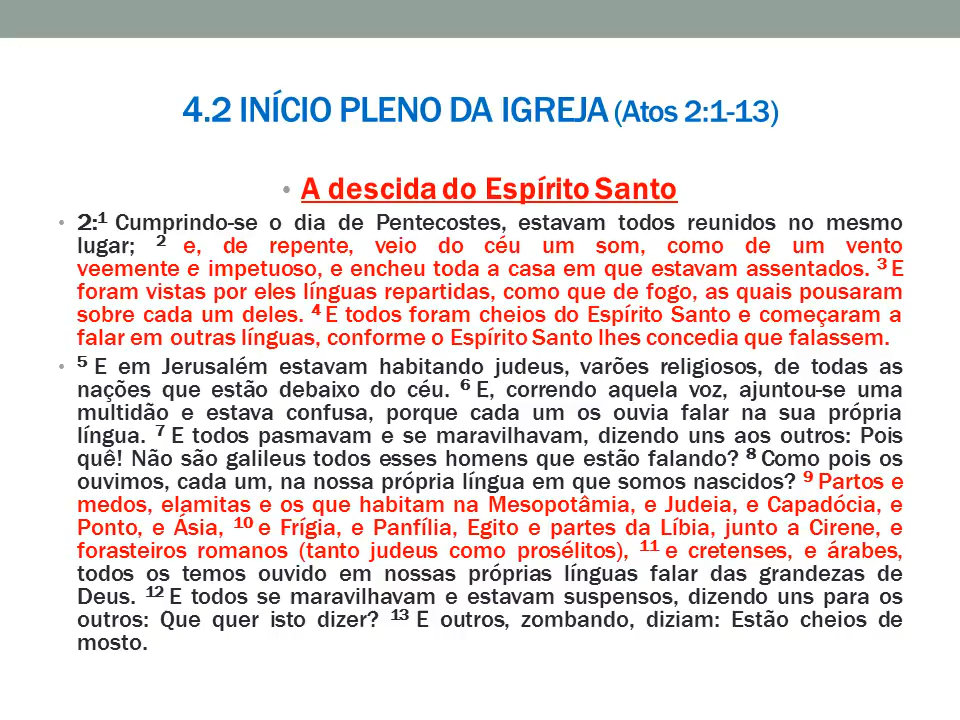 4.2 INÍCIO PLENO DA IGREJA (Atos 2:1-13)
• A descida do Espírito Santo
• 2:¹ Cumprindo-se o dia de Pentecostes, estavam todos reunidos no mesmo
lugar; ² e, de repente, veio do céu um som, como de um vento
veemente e impetuoso, e encheu toda a casa em que estavam assentados. ³ E
foram vistas por eles línguas repartidas, como que de fogo, as quais pousaram
sobre cada um deles. ⁴ E todos foram cheios do Espírito Santo e começaram a
falar em outras línguas, conforme o Espírito Santo lhes concedia que falassem.
• ⁵ E em Jerusalém estavam habitando judeus, varões religiosos, de todas as
nações que estão debaixo do céu. ⁶ E, correndo aquela voz, ajuntou-se uma
multidão e estava confusa, porque cada um os ouvia falar na sua própria
língua. ⁷ E todos pasmavam e se maravilhavam, dizendo uns aos outros: Pois
quê! Não são galileus todos esses homens que estão falando? ⁸ Como pois os
ouvimos, cada um, na nossa própria língua em que somos nascidos? ⁹ Partos e
medos, elamitas e os que habitam na Mesopotâmia, e Judeia, e Capadócia, e
Ponto, e Ásia, ¹⁰ e Frígia, e Panfília, Egito e partes da Líbia, junto a Cirene, e
forasteiros romanos (tanto judeus como prosélitos), ¹¹ e cretenses, e árabes,
todos os temos ouvido em nossas próprias línguas falar das grandezas de
Deus. ¹² E todos se maravilhavam e estavam suspensos, dizendo uns para os
outros: Que quer isto dizer? ¹³ E outros, zombando, diziam: Estão cheios de
mosto.